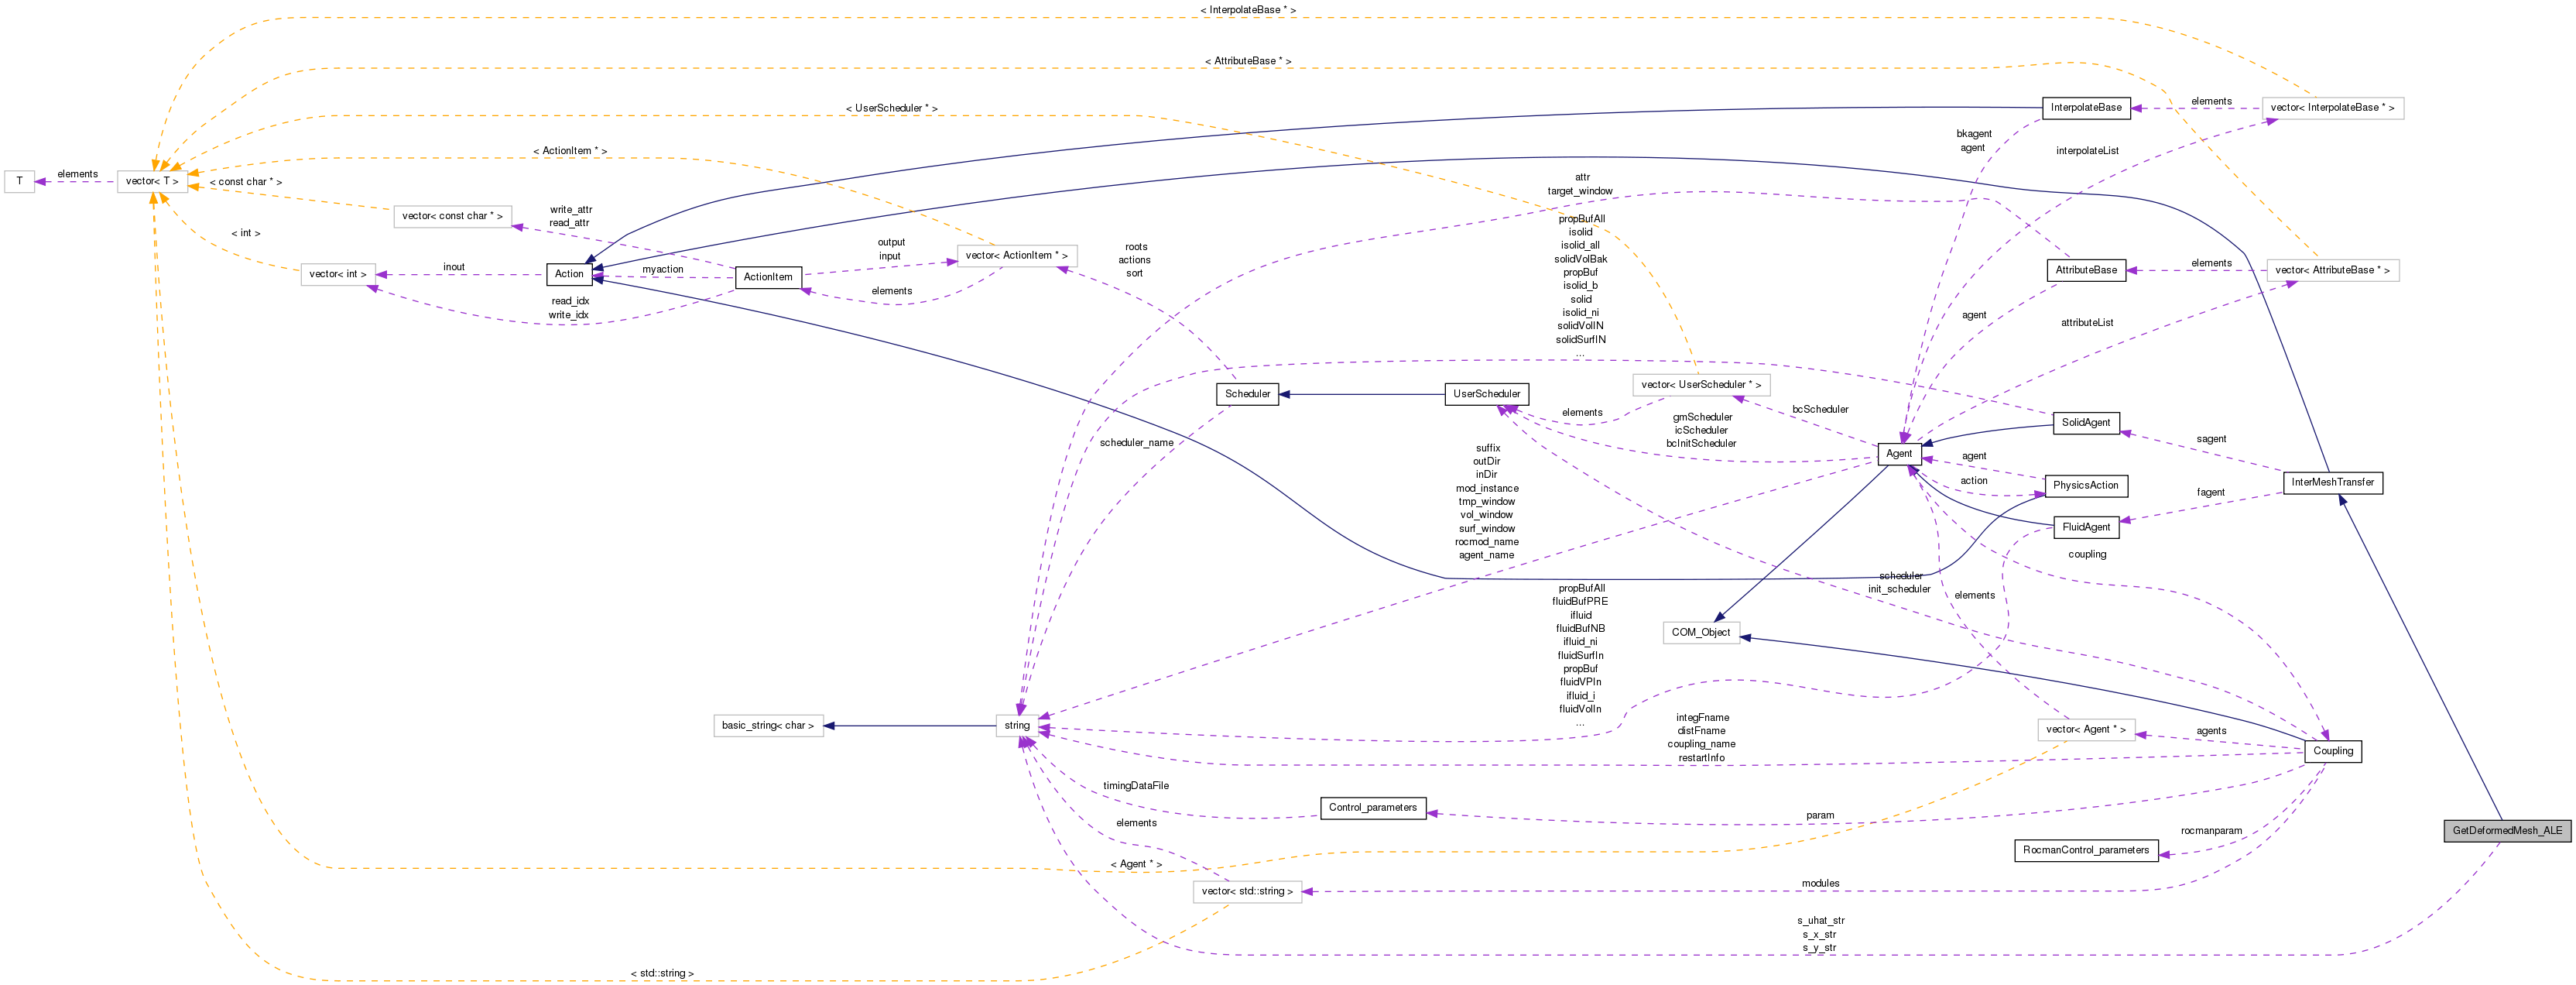 < InterpolateBase * >
< AttributeBase * >
< UserScheduler * >
InterpolateBase
elements
vector< InterpolateBase * >
bkagent
agent
interpolateList
< ActionItem * >
T
elements
vector< T >
< const char * >
attr
target_window
vector< const char * >
write_attr
read_attr
propBufAll
isolid
isolid_all
solidVolBak
propBuf
isolid_b
solid
isolid_ni
solidVolIN
solidSurfIN
...
< int >
output
input
vector< ActionItem * >
roots
actions
sort
vector< int >
inout
Action
myaction
ActionItem
elements
read_idx
write_idx
AttributeBase
elements
vector< AttributeBase * >
agent
attributeList
Scheduler
UserScheduler
vector< UserScheduler * >
elements
bcScheduler
gmScheduler
icScheduler
bcInitScheduler
SolidAgent
sagent
scheduler_name
suffix
outDir
inDir
mod_instance
tmp_window
vol_window
surf_window
rocmod_name
agent_name
Agent
agent
action
PhysicsAction
InterMeshTransfer
fagent
FluidAgent
coupling
scheduler
init_scheduler
elements
propBufAll
fluidBufPRE
ifluid
fluidBufNB
ifluid_ni
fluidSurfIn
propBuf
fluidVPIn
ifluid_i
fluidVolIn
...
COM_Object
basic_string< char >
string
integFname
distFname
coupling_name
restartInfo
vector< Agent * >
agents
Coupling
timingDataFile
Control_parameters
param
elements
rocmanparam
GetDeformedMesh_ALE
RocmanControl_parameters
< Agent * >
vector< std::string >
modules
s_uhat_str
s_x_str
s_y_str
< std::string >